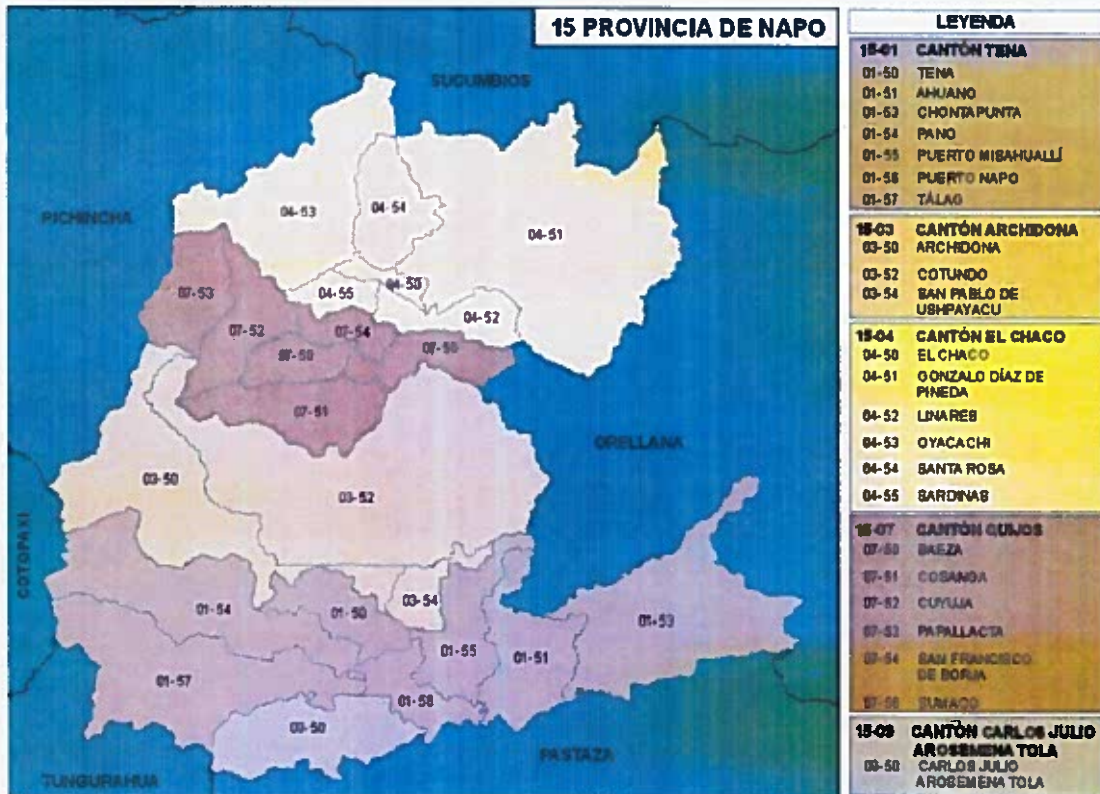 15 PROVINCIA DE NAPO
SUCUMBIOS
PICHINCHA
04-53
04-54
04-51
04-50
04-55
04-52
07-53
07-52
07-54
07-50
07-51
ORELLANA
03-50
03-52
COTOPAXI
03-54
01-54
01-50
01-53
01-55
01-51
01-57
01-58
09-50
PASTAZA
TUNGURAHUA
LEYENDA
15-01 CANTÓN TENA
01-50 TENA
01-51 AHUANO
01-53 CHONTAPUNTA
01-54 PANO
01-55 PUERTO MISAHUALLÍ
01-56 PUERTO NAPO
01-57 TÁLAG
15-03 CANTÓN ARCHIDONA
03-50 ARCHIDONA
03-52 COTUNDO
03-54 SAN PABLO DE
USHPAYACU
15-04 CANTÓN EL CHACO
04-50 EL CHACO
04-51 GONZALO DÍAZ DE
PINEDA
04-52 LINARES
04-53 OYACACHI
04-54 SANTA ROSA
04-55 SARDINAS
15-07 CANTÓN QUIJOS
07-50 BAEZA
07-51 COSANGA
07-52 CUYUJA
07-53 PAPALLACTA
07-54 SAN FRANCISCO
DE BORJA
07-56 SUMACO
15-09 CANTÓN CARLOS JULIO
AROSEMENA TOLA
09-50 CARLOS JULIO
AROSEMENA TOLA